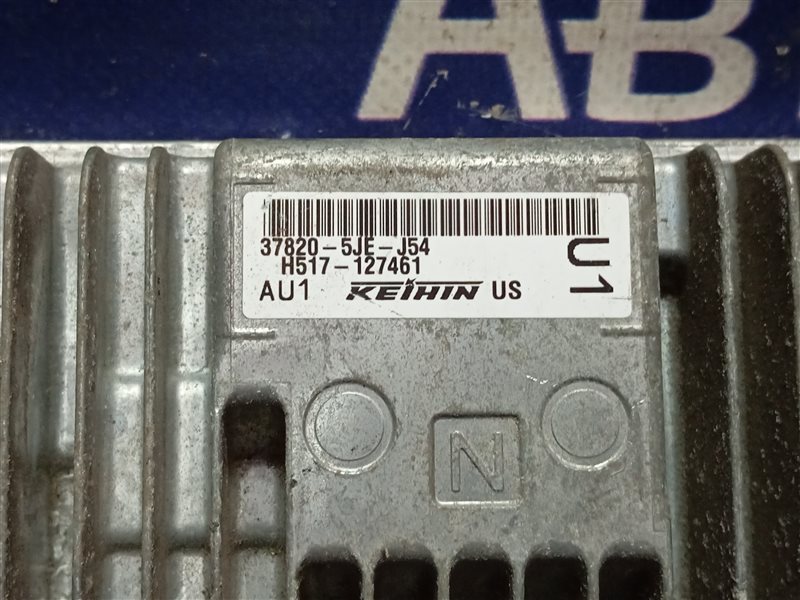 AB
37820-5JE-J54
H517-127461
AU1 KEIHIN US
U1
N